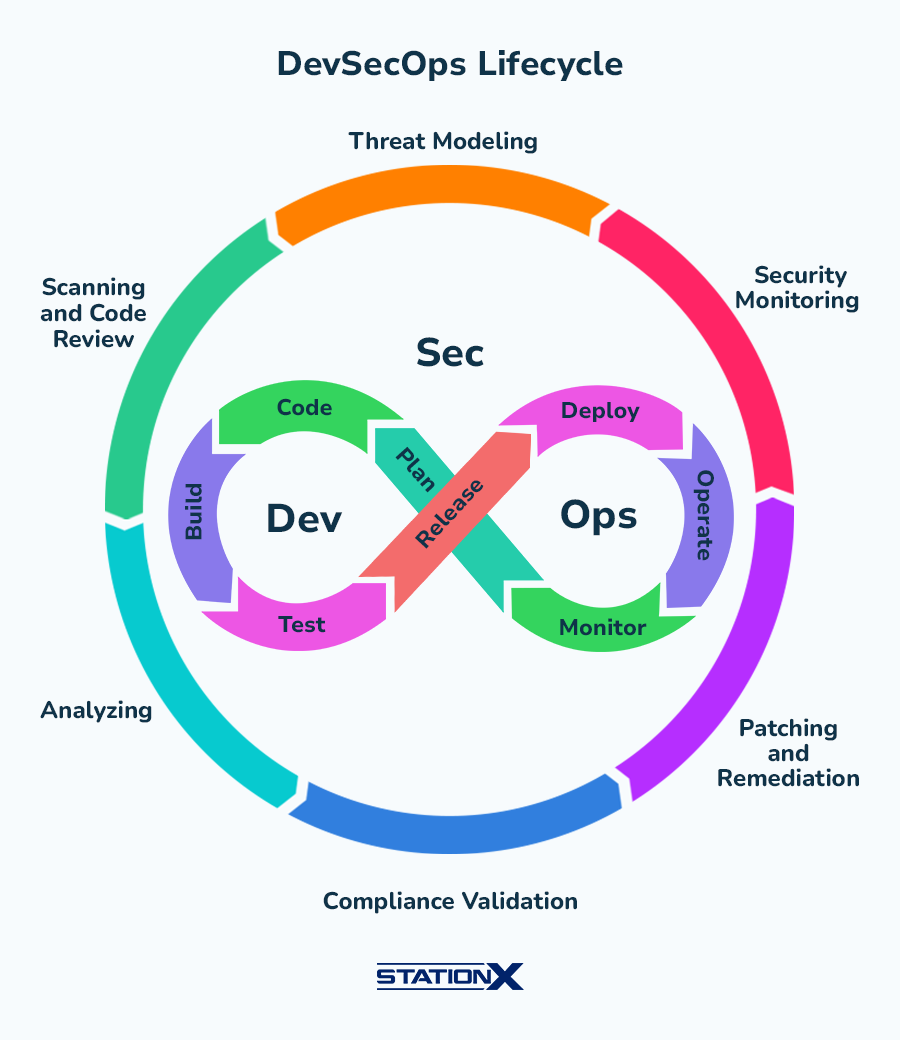 DevSecOps Lifecycle
Threat Modeling
Scanning
and Code
Review
Security
Monitoring
Sec
Code
Deploy
Plan
Release
Build
Operate
Dev
Ops
Test
Monitor
Analyzing
Patching
and
Remediation
Compliance Validation
STATIONX